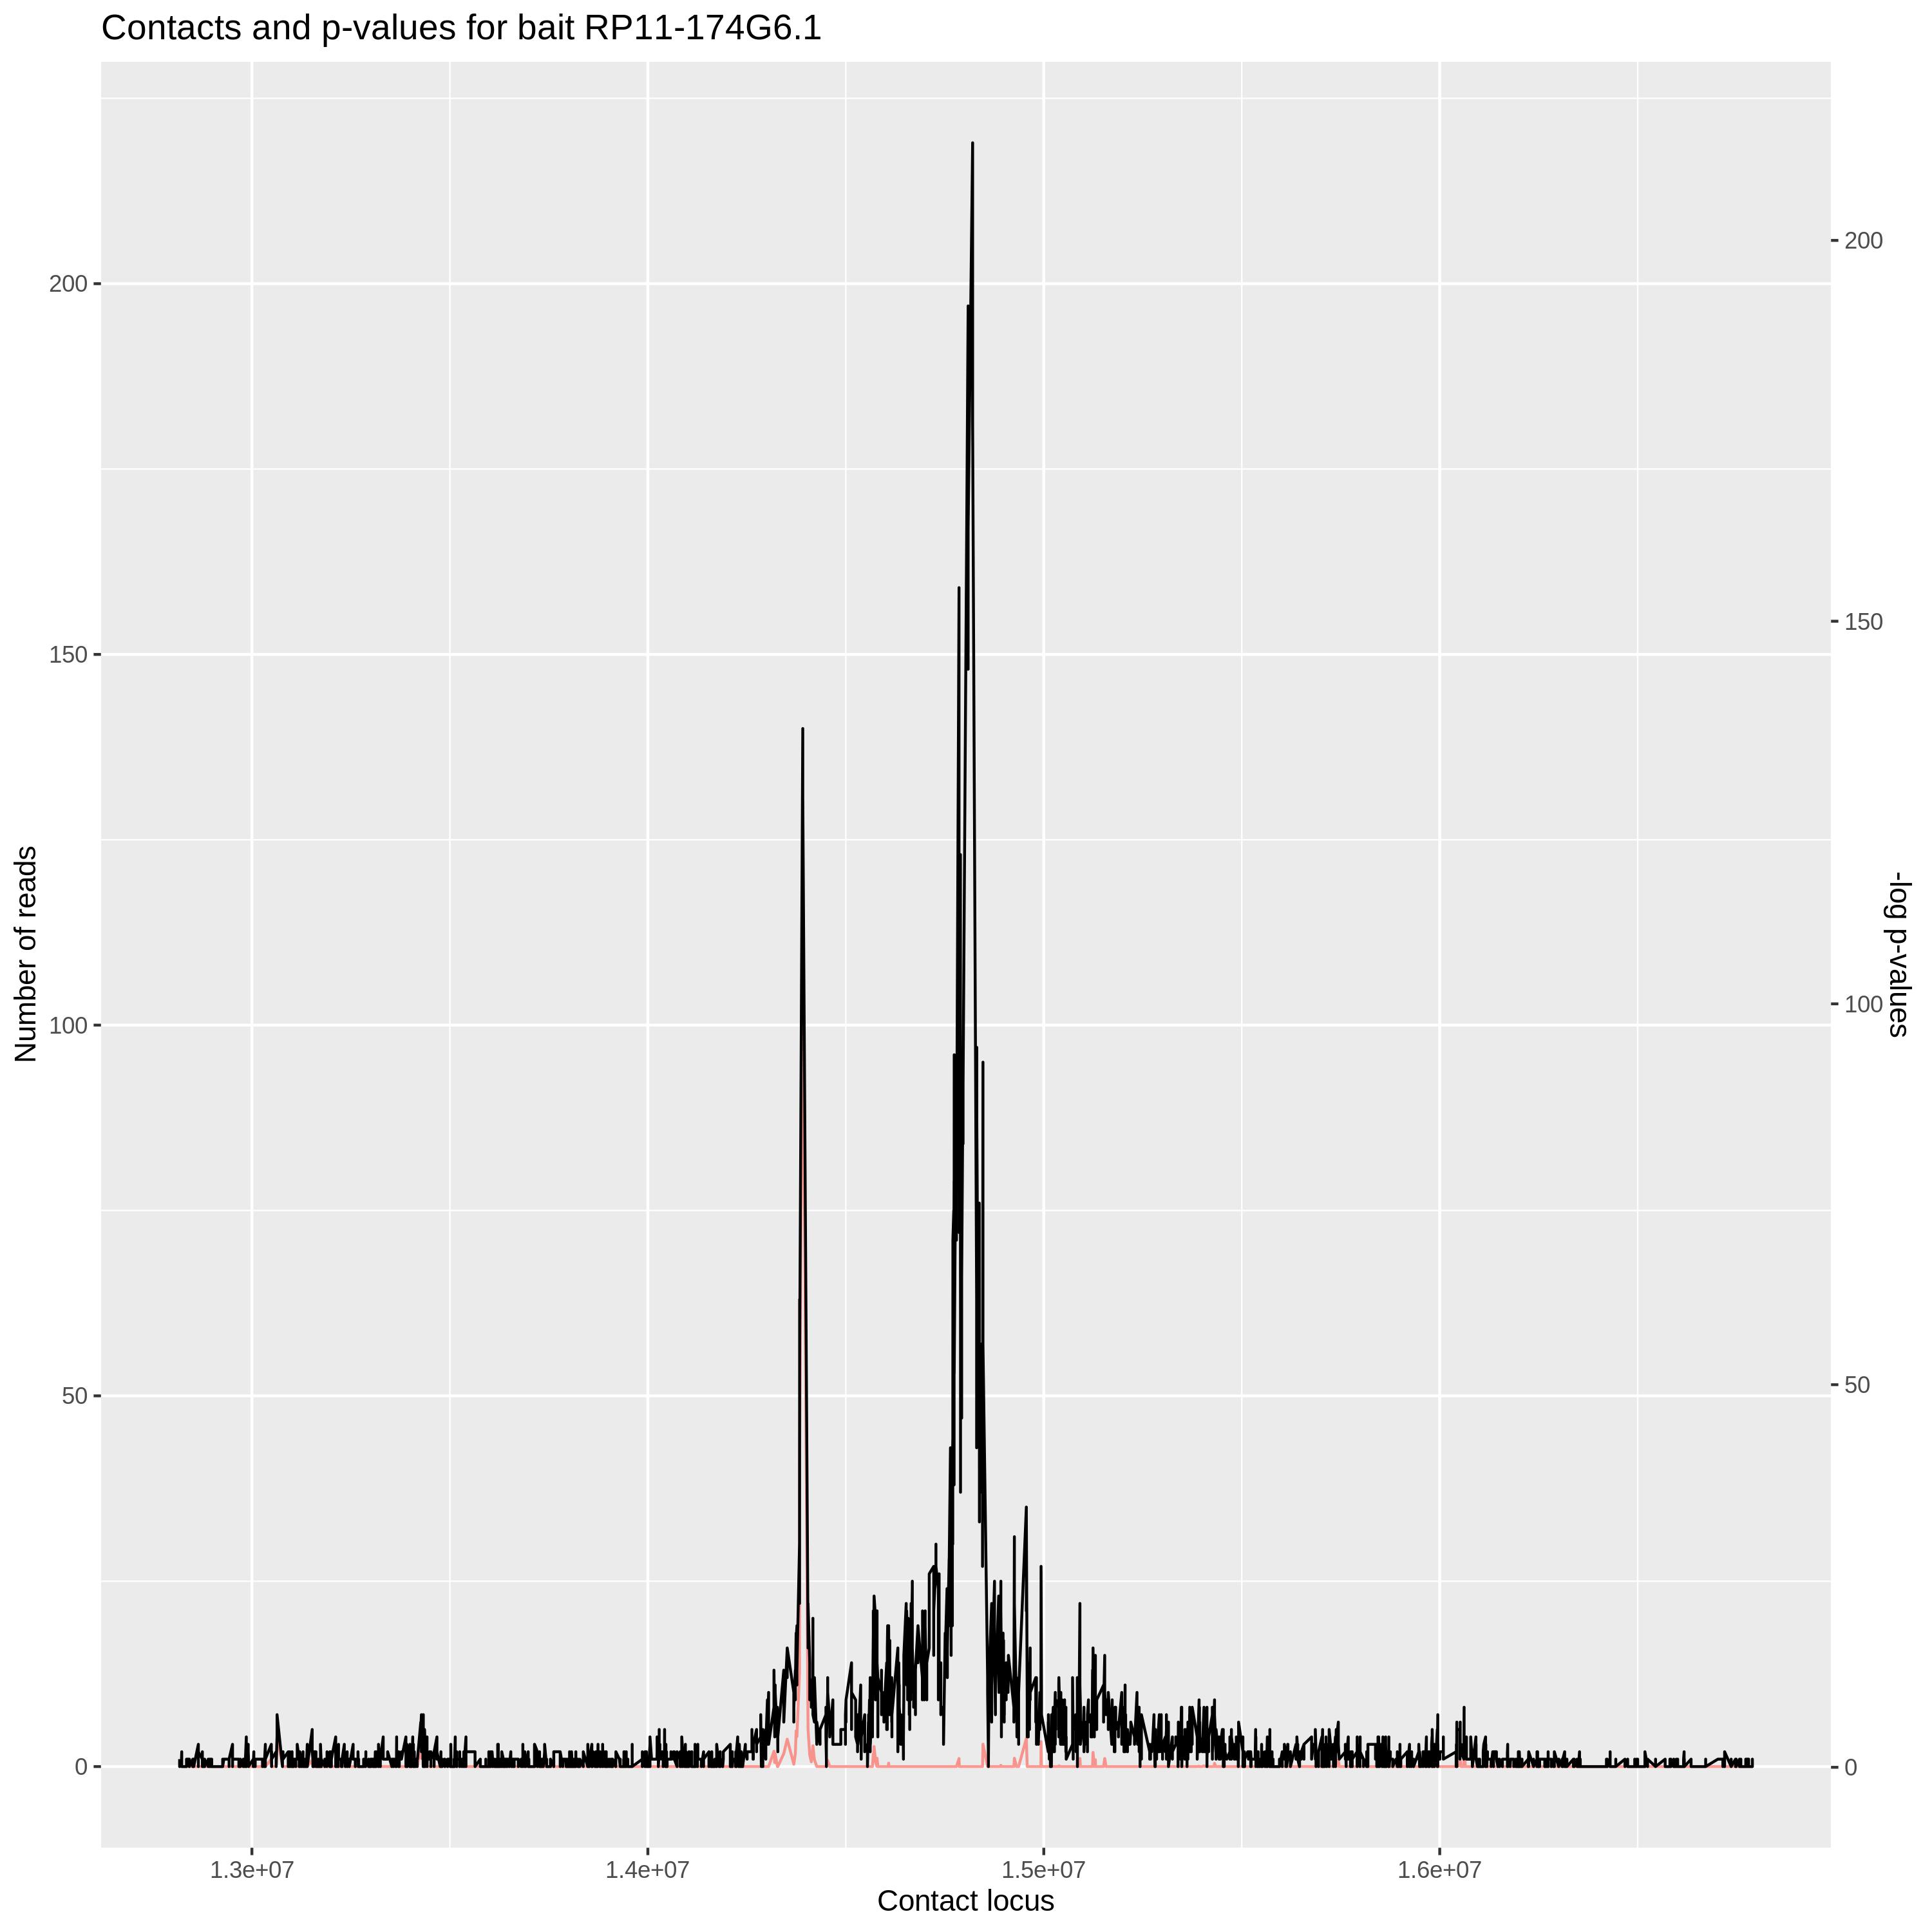 Contacts and p-values for bait RP11-174G6.1
200
150
100
50
0
Number of reads
200
150
100
50
0
-log p-values
1.3e+07
1.4e+07
1.5e+07
1.6e+07
Contact locus